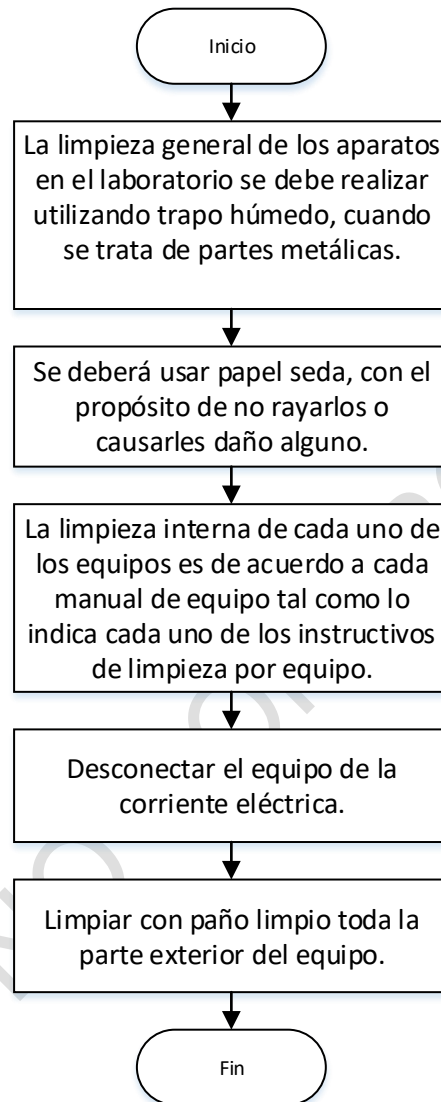 Inicio
La limpieza general de los aparatos
en el laboratorio se debe realizar
utilizando trapo húmedo, cuando
se trata de partes metálicas.
Se deberá usar papel seda, con el
propósito de no rayarlos o
causarles daño alguno.
La limpieza interna de cada uno de
los equipos es de acuerdo a cada
manual de equipo tal como lo
indica cada uno de los instructivos
de limpieza por equipo.
Desconectar el equipo de la
corriente eléctrica.
Limpiar con paño limpio toda la
parte exterior del equipo.
Fin